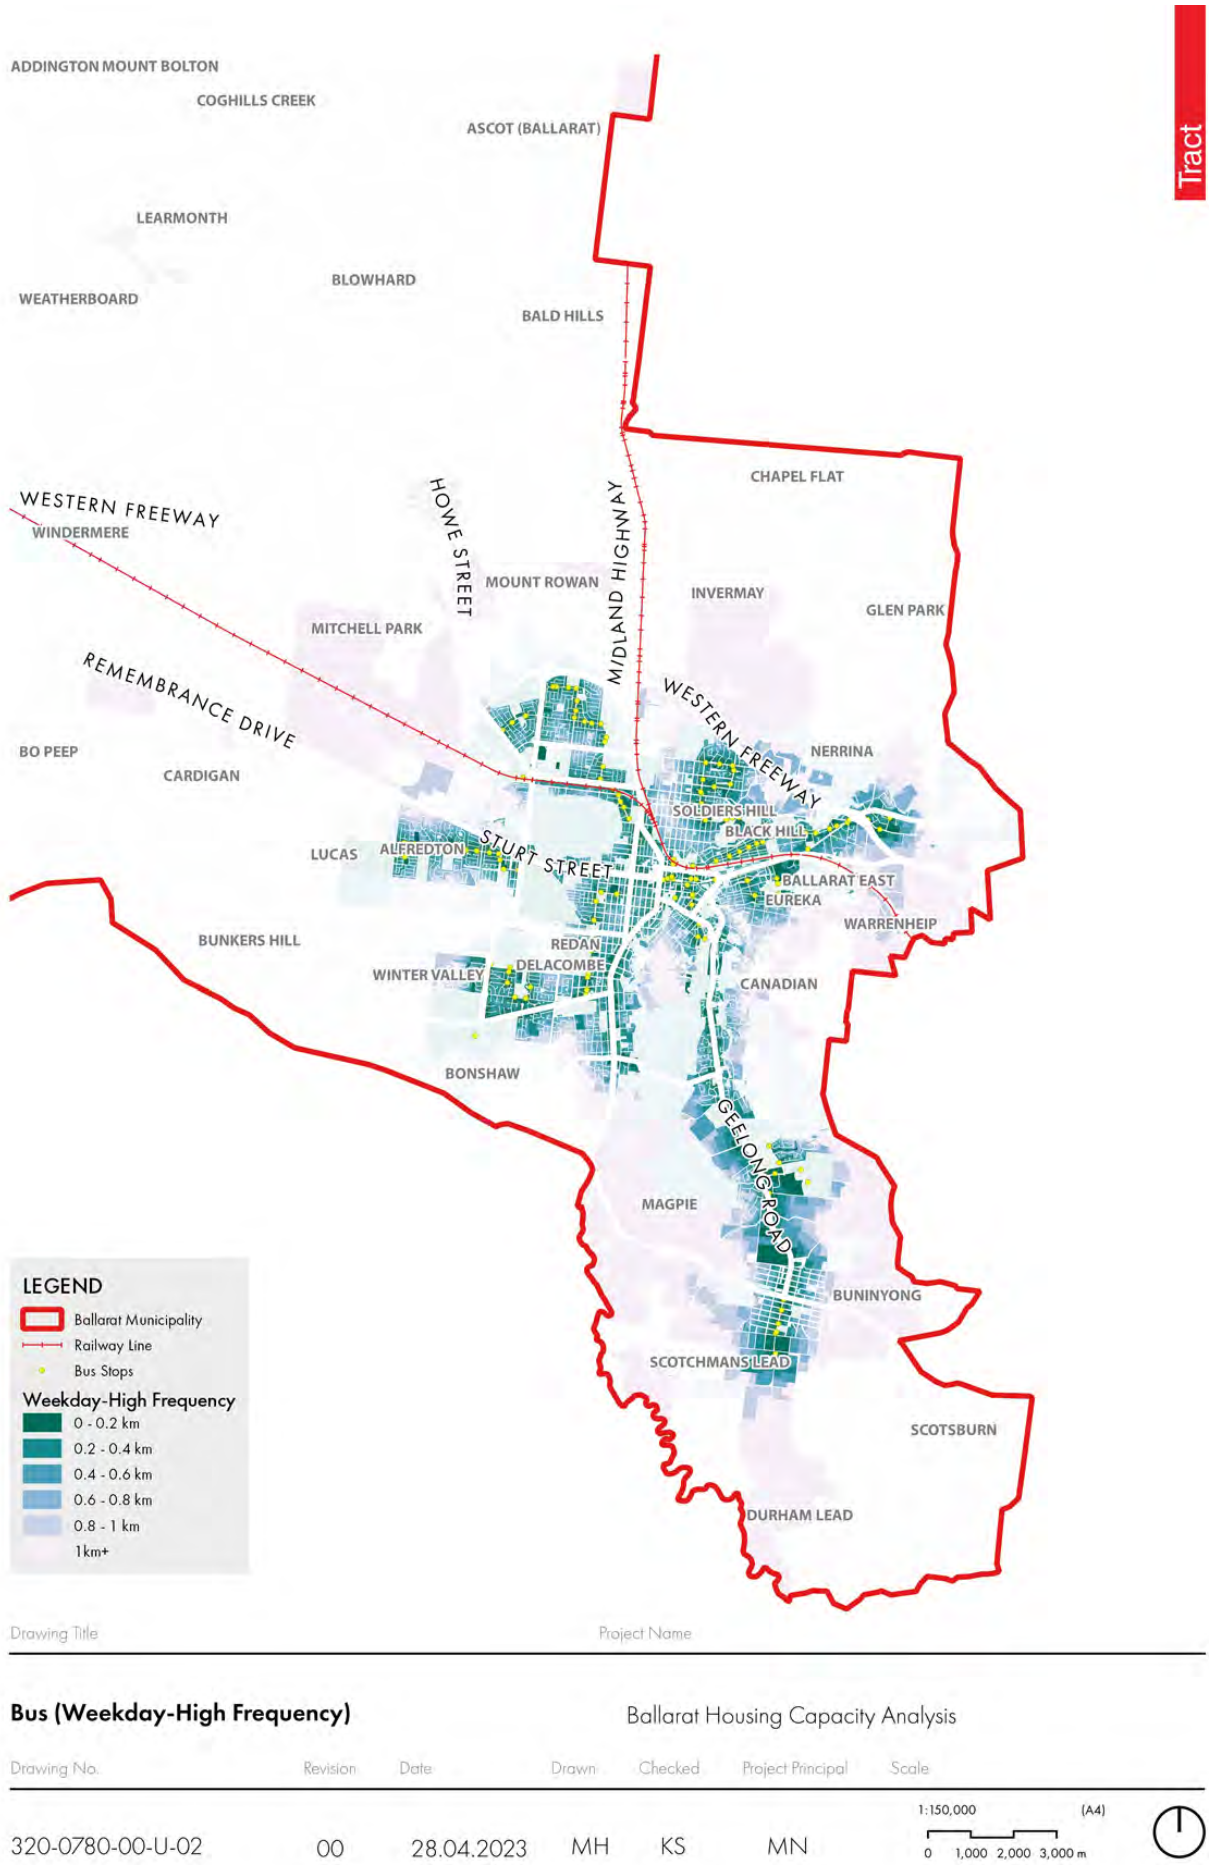 Tract
ADDINGTON MOUNT BOLTON
COGHILLS CREEK
ASCOT (BALLARAT)
LEARMONTH
BLOWHARD
WEATHERBOARD
BALD HILLS
CHAPEL FLAT
WESTERN FREEWAY
HOWE STREET
MIDLAND HIGHWAY
WINDERMERE
MOUNT ROWAN
INVERMAY
GLEN PARK
MITCHELL PARK
REMEMBRANCE DRIVE
WESTERN FREEWAY
BO PEEP
NERRINA
CARDIGAN
SOLDIERS HILL
BLACK HILL
STURT STREET
LUCAS
ALFREDTON
BALLARAT EAST
EUREKA
WARRENHEIP
BUNKERS HILL
REDAN
DELACOMBE
WINTER VALLEY
CANADIAN
BONSHAW
GEELONG ROAD
MAGPIE
BUNINYONG
SCOTCHMANS LEAD
SCOTSBURN
DURHAM LEAD
LEGEND
Ballarat Municipality
Railway Line
Bus Stops
Weekday-High Frequency
0 - 0.2 km
0.2 - 0.4 km
0.4 - 0.6 km
0.6 - 0.8 km
0.8 - 1 km
1km+
Drawing Title
Project Name
Bus (Weekday-High Frequency)
Ballarat Housing Capacity Analysis
Drawing No.
Revision
Date
Drawn
Checked
Project Principal
Scale
320-0780-00-U-02
00
28.04.2023
MH
KS
MN
1:150,000
(A4)
0 1,000 2,000 3,000 m